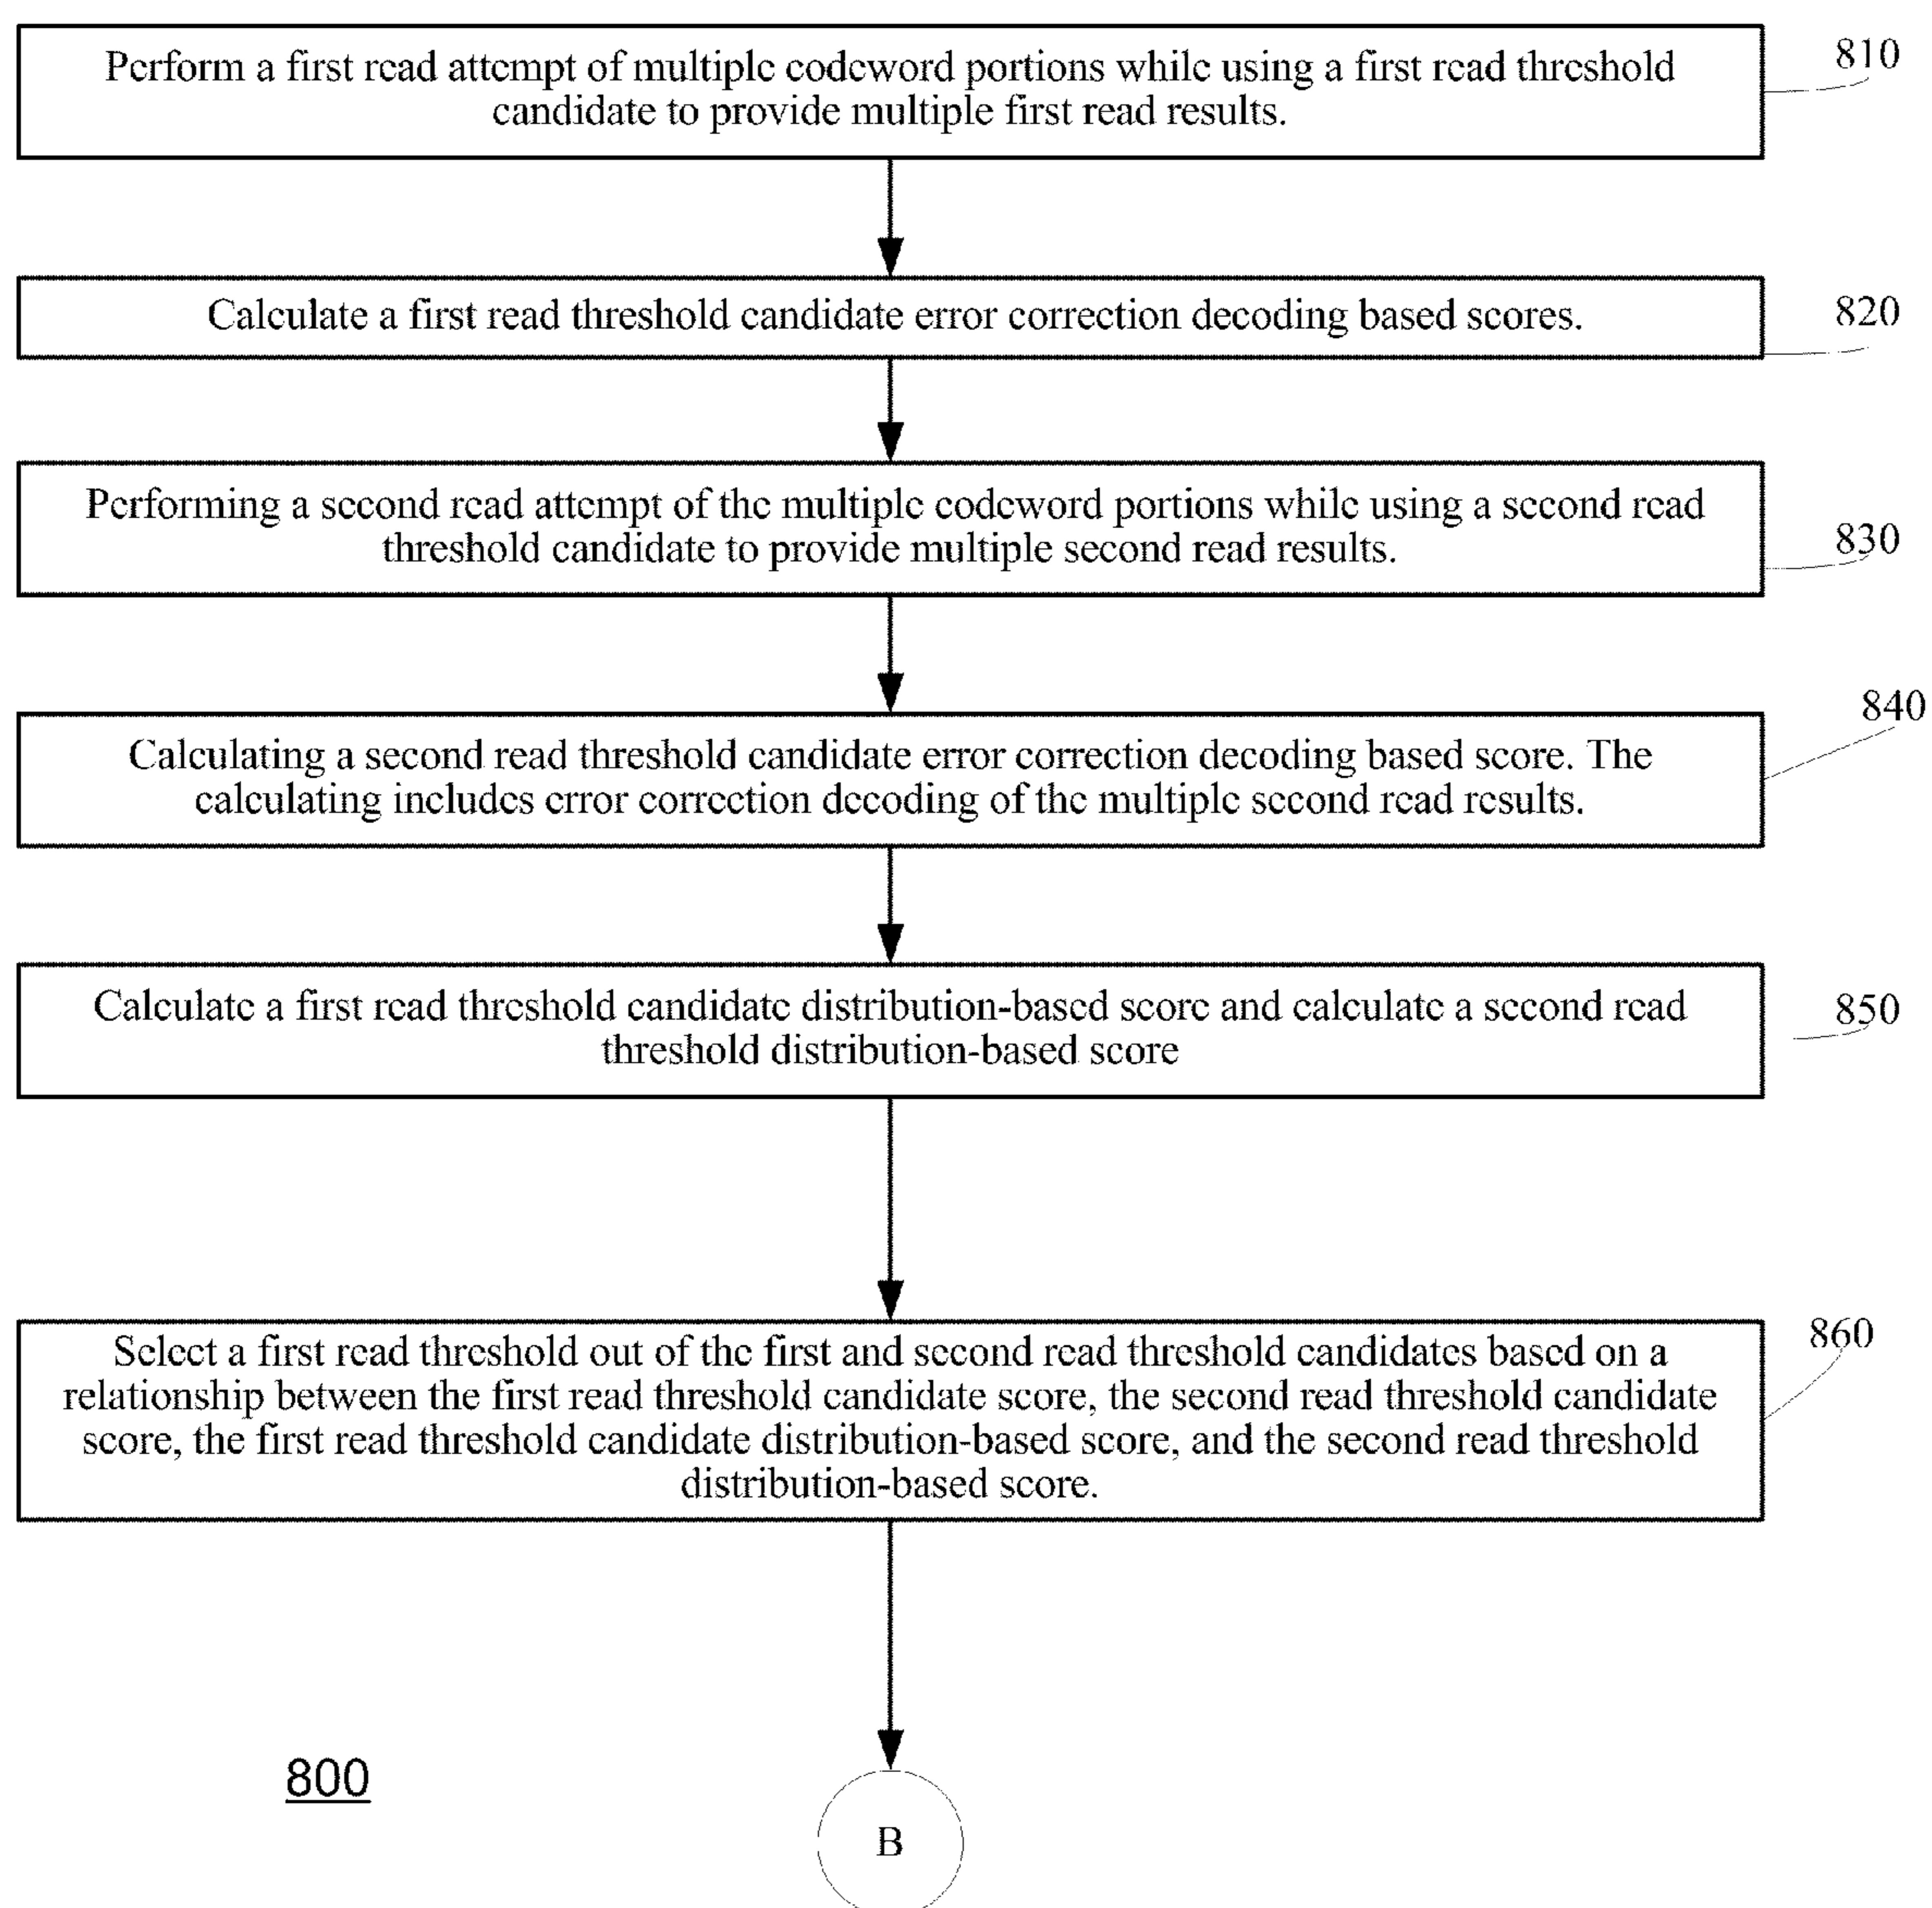 Perform a first read attempt of multiple codeword portions while using a first read threshold
candidate to provide multiple first read results.
810
Calculate a first read threshold candidate error correction decoding based scores.
820
Performing a second read attempt of the multiple codeword portions while using a second read
threshold candidate to provide multiple second read results.
830
Calculating a second read threshold candidate error correction decoding based score. The
calculating includes error correction decoding of the multiple second read results.
840
Calculate a first read threshold candidate distribution-based score and calculate a second read
threshold distribution-based score
850
Select a first read threshold out of the first and second read threshold candidates based on a
relationship between the first read threshold candidate score, the second read threshold candidate
score, the first read threshold candidate distribution-based score, and the second read threshold
distribution-based score.
860
800
B